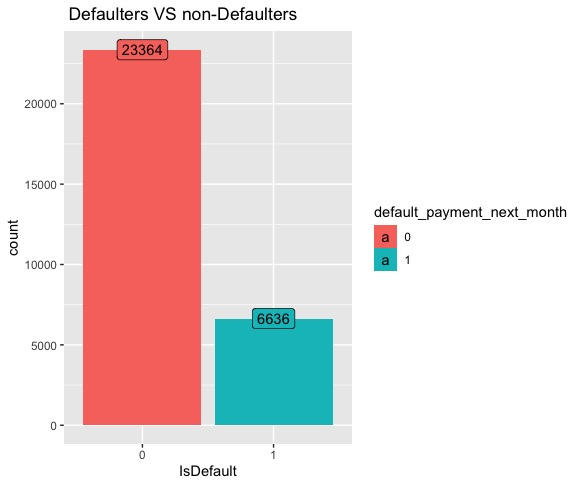 Defaulters VS non-Defaulters
count
20000
15000
10000
5000
0
23364
6636
0
1
IsDefault
default_payment_next_month
a 0
a 1